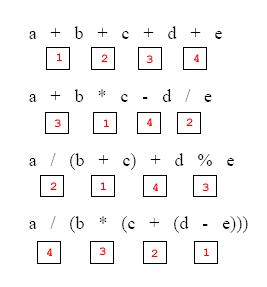 a + b + c + d + e
1 2 3 4
a + b * c - d / e
3 1 4 2
a / (b + c) + d % e
2 1 4 3
a / (b * (c + (d - e)))
4 3 2 1